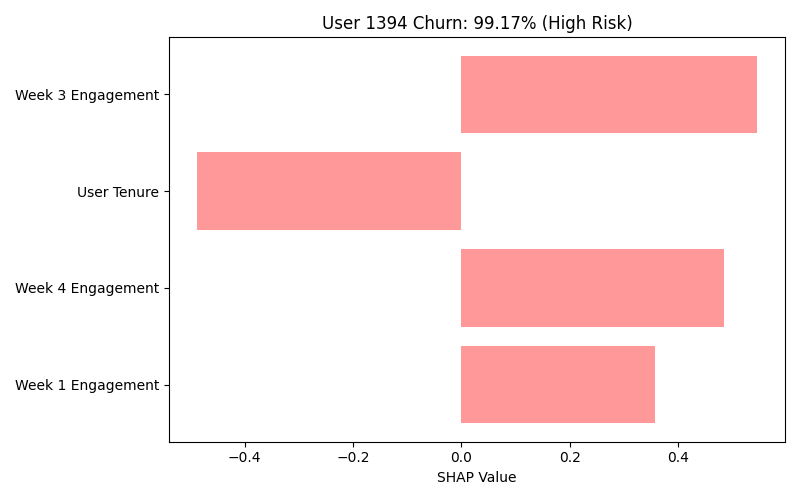 User 1394 Churn: 99.17% (High Risk)
Week 3 Engagement
User Tenure
Week 4 Engagement
Week 1 Engagement
−0.4 −0.2 0.0 0.2 0.4
SHAP Value